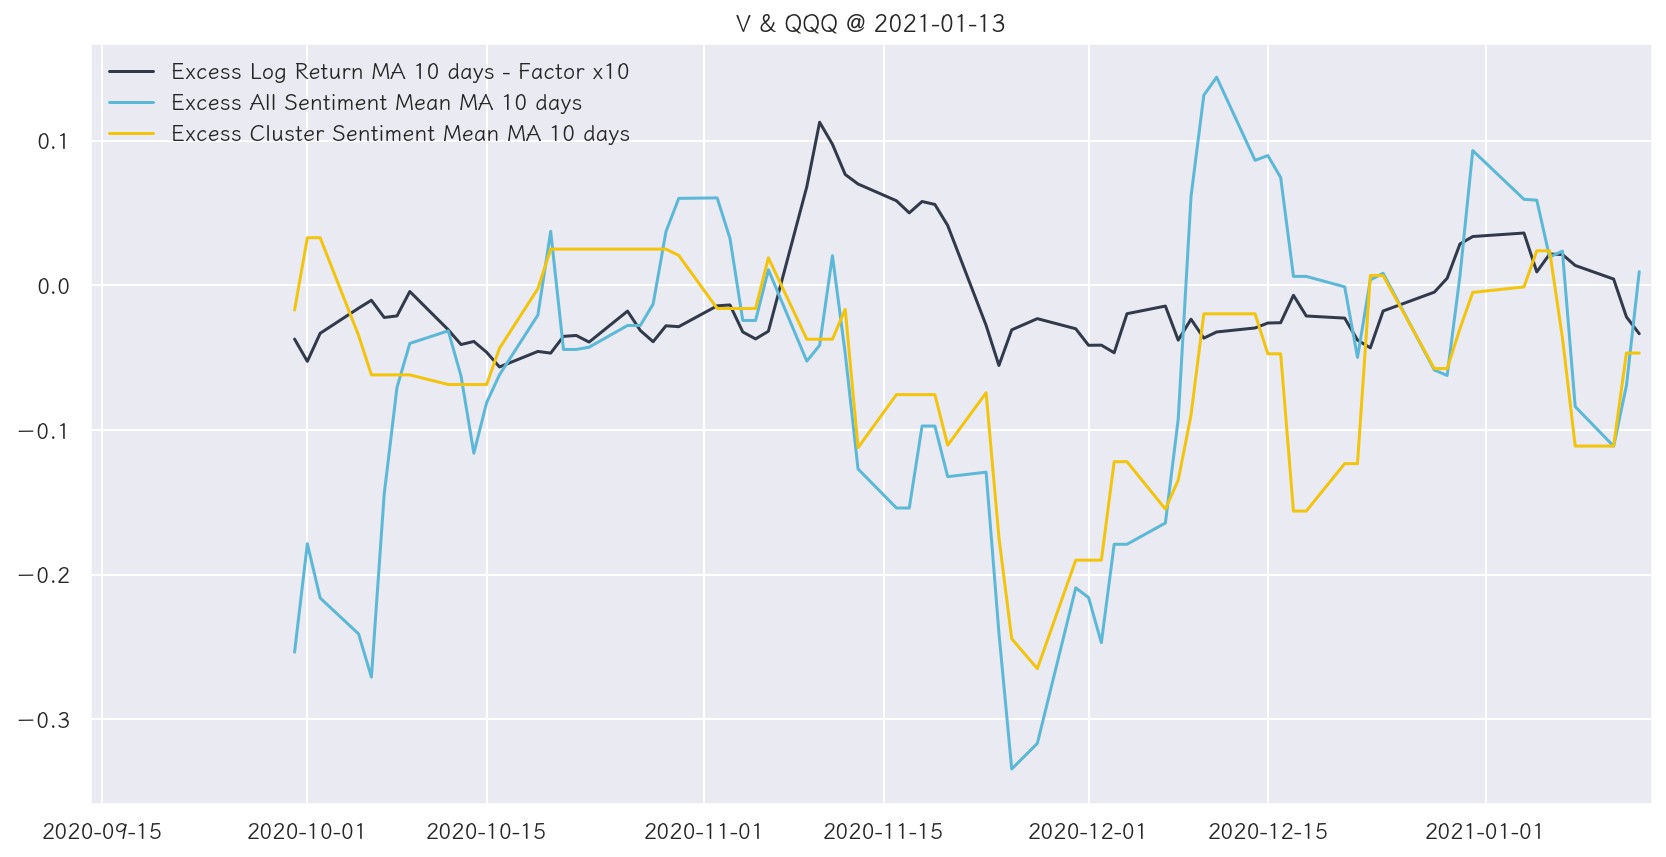 V & QQQ @ 2021-01-13
Excess Log Return MA 10 days - Factor x10
Excess All Sentiment Mean MA 10 days
Excess Cluster Sentiment Mean MA 10 days
0.1
0.0
−0.1
−0.2
−0.3
2020-09-15 2020-10-01 2020-10-15 2020-11-01 2020-11-15 2020-12-01 2020-12-15 2021-01-01